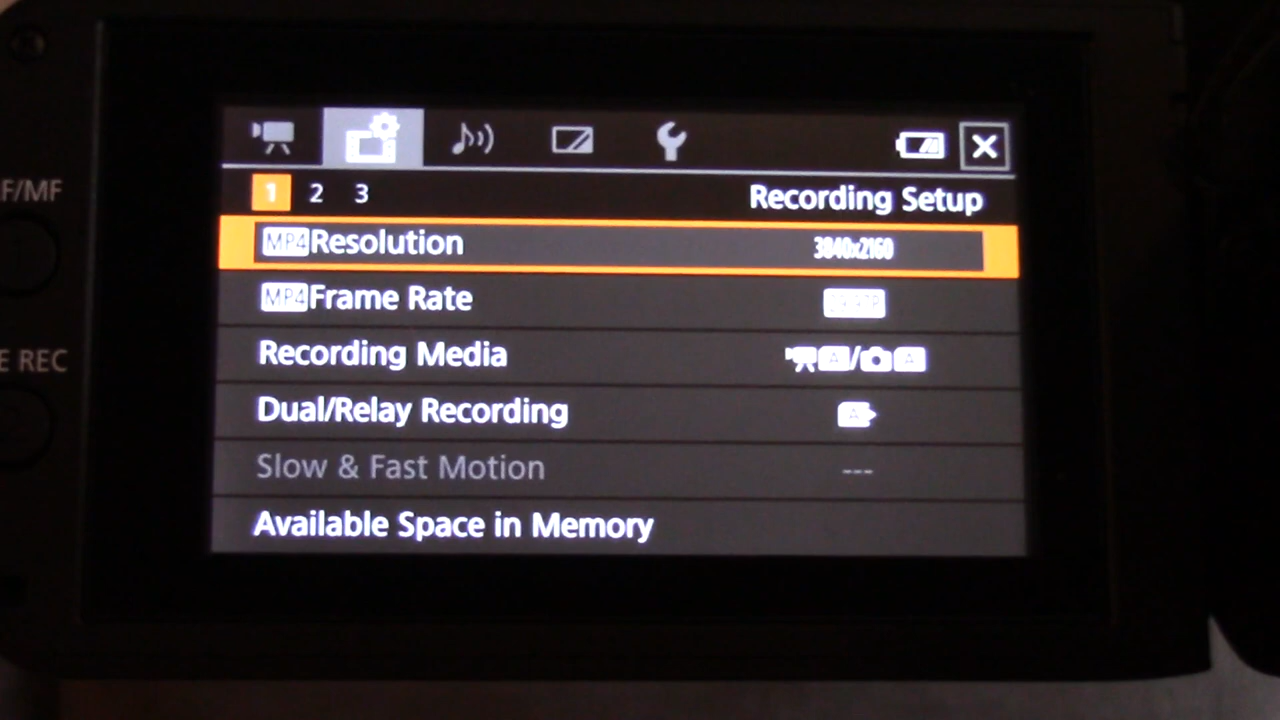 1 2 3
Recording Setup
MP4 Resolution 3840x2160
MP4 Frame Rate
Recording Media A / A
Dual/Relay Recording A
Slow & Fast Motion ---
Available Space in Memory
F/MF
E REC